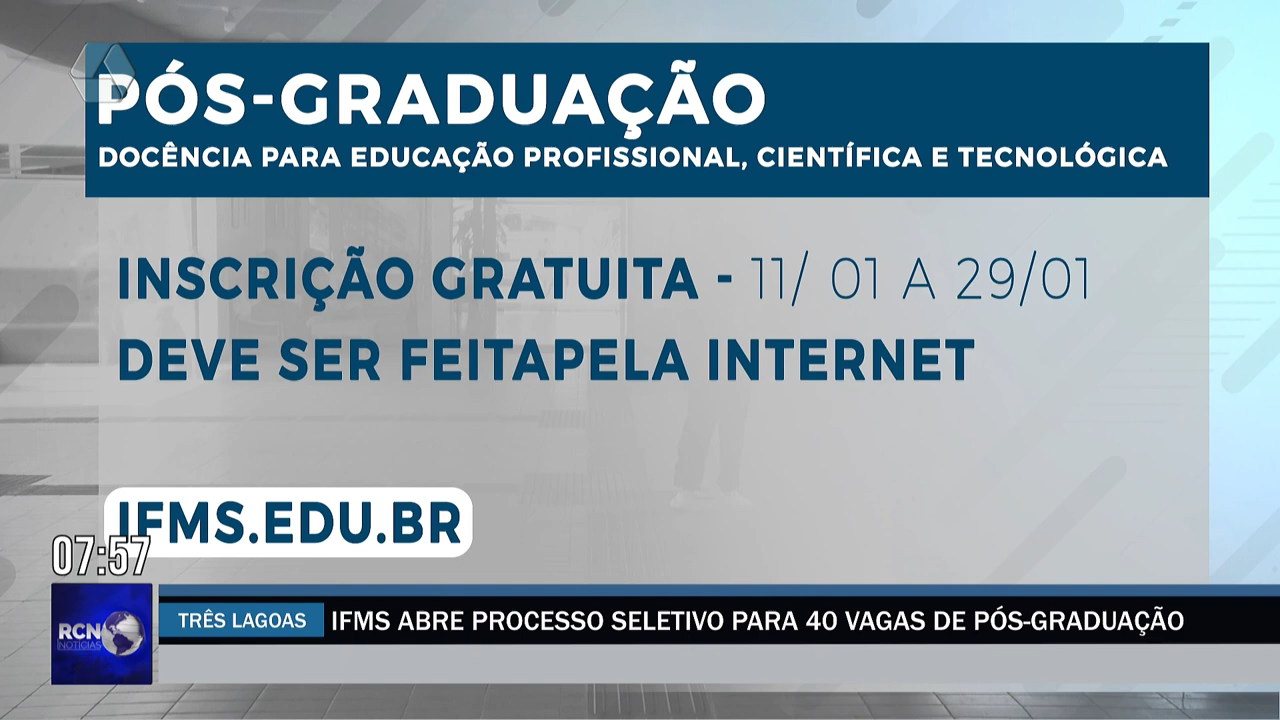 PÓS-GRADUAÇÃO
DOCÊNCIA PARA EDUCAÇÃO PROFISSIONAL, CIENTÍFICA E TECNOLÓGICA
INSCRIÇÃO GRATUITA - 11/ 01 A 29/01
DEVE SER FEITAPELA INTERNET
IFMS.EDU.BR
07:57
RCN
NOTÍCIAS
TRÊS LAGOAS
IFMS ABRE PROCESSO SELETIVO PARA 40 VAGAS DE PÓS-GRADUAÇÃO